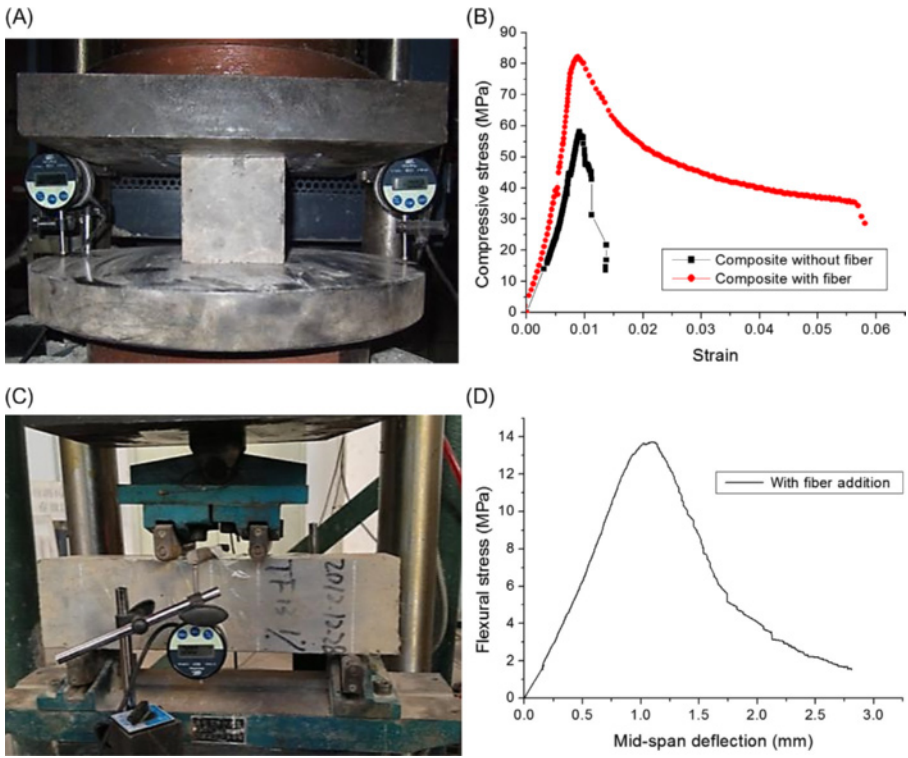 (A)
(B)
90
80
70
60
50
40
30
20
10
0
Compressive stress (MPa)
Composite without fiber
Composite with fiber
0.00 0.01 0.02 0.03 0.04 0.05 0.06
Strain
(C)
2012.12.28
TF13
1%
(D)
14
12
10
8
6
4
2
0
Flexural stress (MPa)
With fiber addition
0.0 0.5 1.0 1.5 2.0 2.5 3.0
Mid-span deflection (mm)